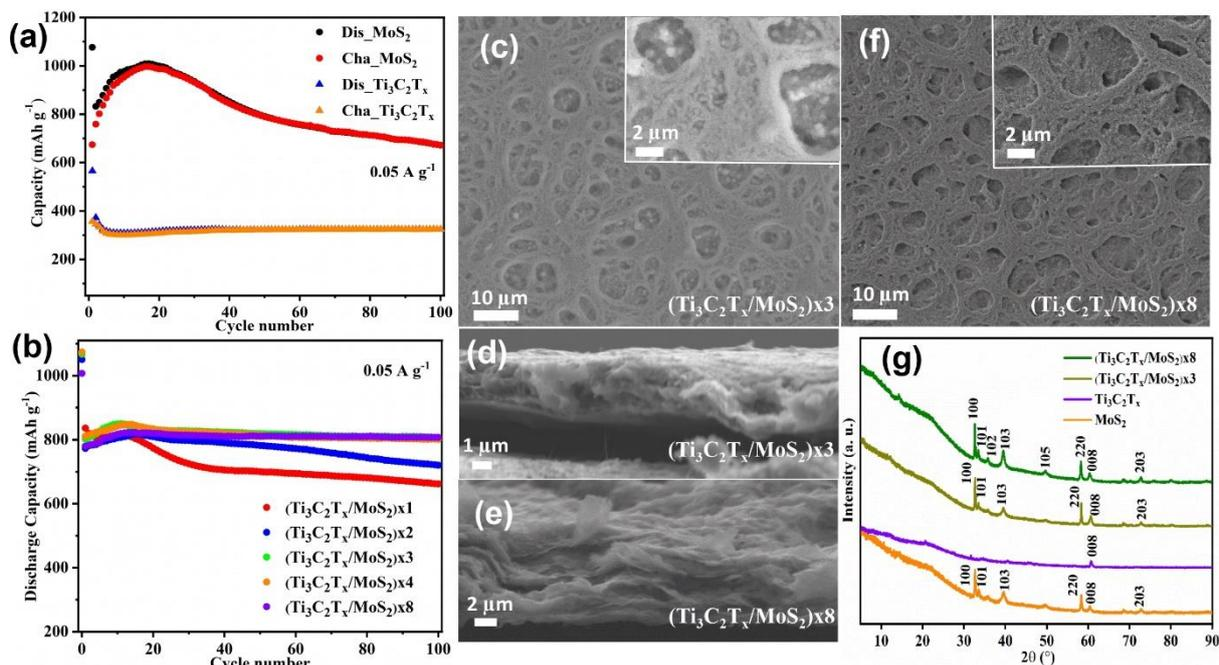 (a)
1200
1000
800
600
400
200
0 20 40 60 80 100
Capacity (mAh g⁻¹)
Cycle number
Dis_MoS₂
Cha_MoS₂
Dis_Ti₃C₂Tₓ
Cha_Ti₃C₂Tₓ
0.05 A g⁻¹
(b)
1000
800
600
400
200
0 20 40 60 80 100
Discharge Capacity (mAh g⁻¹)
Cycle number
0.05 A g⁻¹
(Ti₃C₂Tₓ/MoS₂)x1
(Ti₃C₂Tₓ/MoS₂)x2
(Ti₃C₂Tₓ/MoS₂)x3
(Ti₃C₂Tₓ/MoS₂)x4
(Ti₃C₂Tₓ/MoS₂)x8
(c)
2 µm
10 µm
(Ti₃C₂Tₓ/MoS₂)x3
(d)
1 µm
(Ti₃C₂Tₓ/MoS₂)x3
(e)
2 µm
(Ti₃C₂Tₓ/MoS₂)x8
(f)
2 µm
10 µm
(Ti₃C₂Tₓ/MoS₂)x8
(g)
(Ti₃C₂Tₓ/MoS₂)x8
(Ti₃C₂Tₓ/MoS₂)x3
Ti₃C₂Tₓ
MoS₂
100 101 102 103 105 220 008 203
100 101 103 220 008 203
008
100 101 103 220 008 203
Intensity (a. u.)
10 20 30 40 50 60 70 80 90
2θ (°)